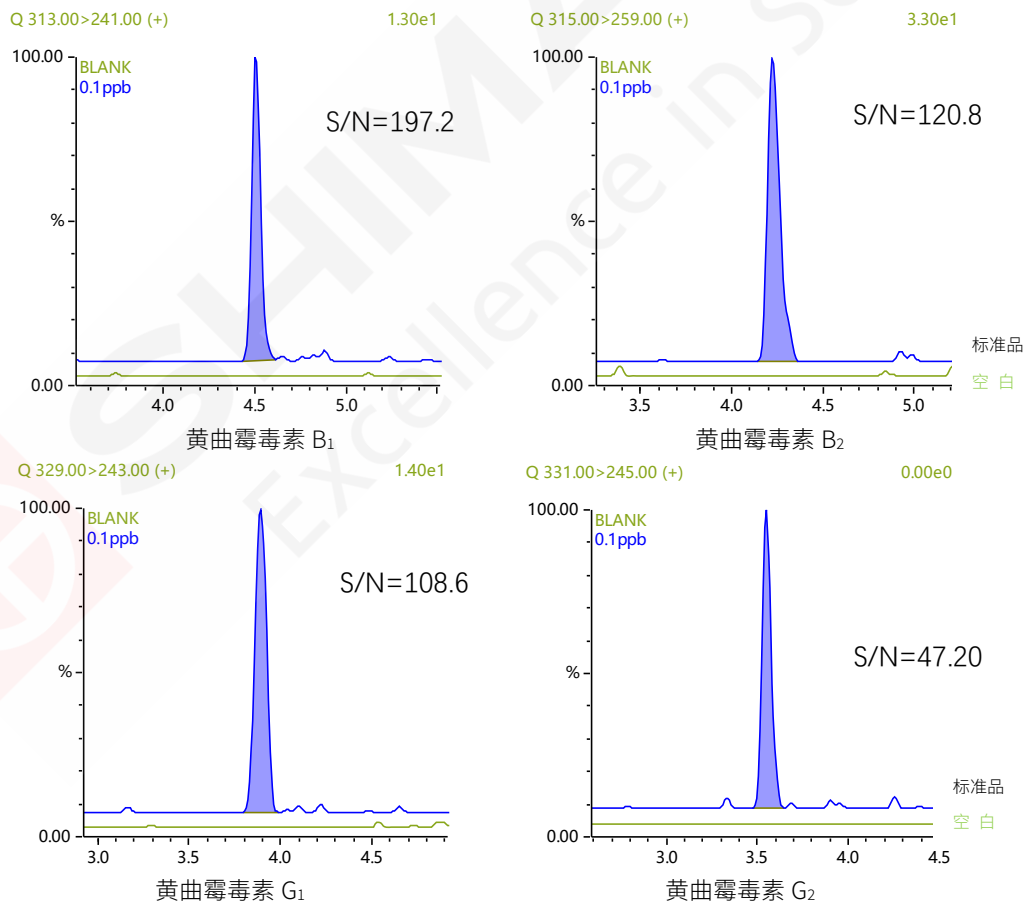 Q 313.00>241.00 (+) 1.30e1
100.00
BLANK
0.1ppb
S/N=197.2
%
0.00
4.0 4.5 5.0
黄曲霉毒素 B1
Q 315.00>259.00 (+) 3.30e1
100.00
BLANK
0.1ppb
S/N=120.8
%
0.00
3.5 4.0 4.5 5.0
标准品
空 白
黄曲霉毒素 B2
Q 329.00>243.00 (+) 1.40e1
100.00
BLANK
0.1ppb
S/N=108.6
%
0.00
3.0 3.5 4.0 4.5
黄曲霉毒素 G1
Q 331.00>245.00 (+) 0.00e0
100.00
BLANK
0.1ppb
S/N=47.20
%
0.00
3.0 3.5 4.0 4.5
标准品
空 白
黄曲霉毒素 G2
SHIMA
Excellence in Sc